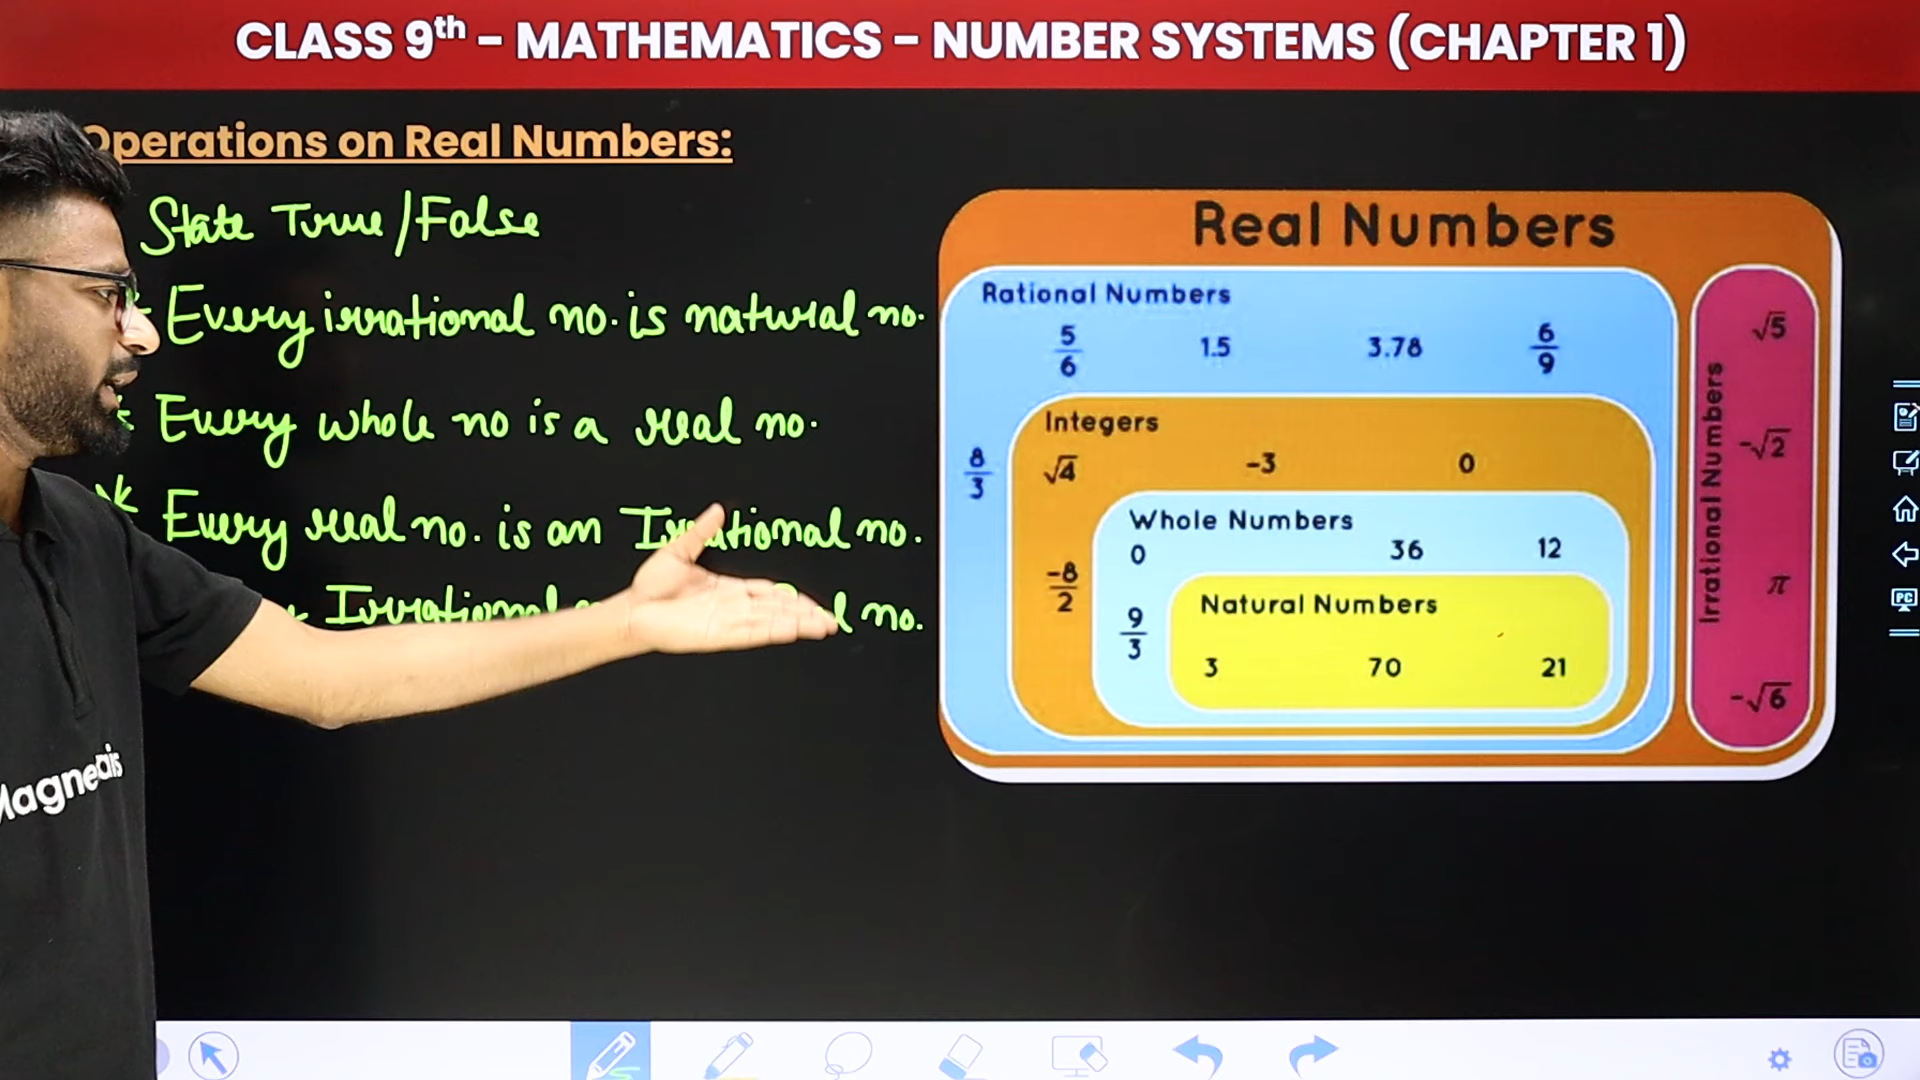 CLASS 9th - MATHEMATICS - NUMBER SYSTEMS (CHAPTER 1)
Operations on Real Numbers:
State True/False
* Every irrational no. is natural no.
* Every whole no is a real no.
* Every real no. is an Irrational no.
Irrational no.
Real Numbers
Rational Numbers
5/6 1.5 3.78 6/9
8/3
Integers
√4 -3 0
-8/2
Whole Numbers
0 36 12
9/3
Natural Numbers
3 70 21
Irrational Numbers
√5
-√2
π
-√6
PC